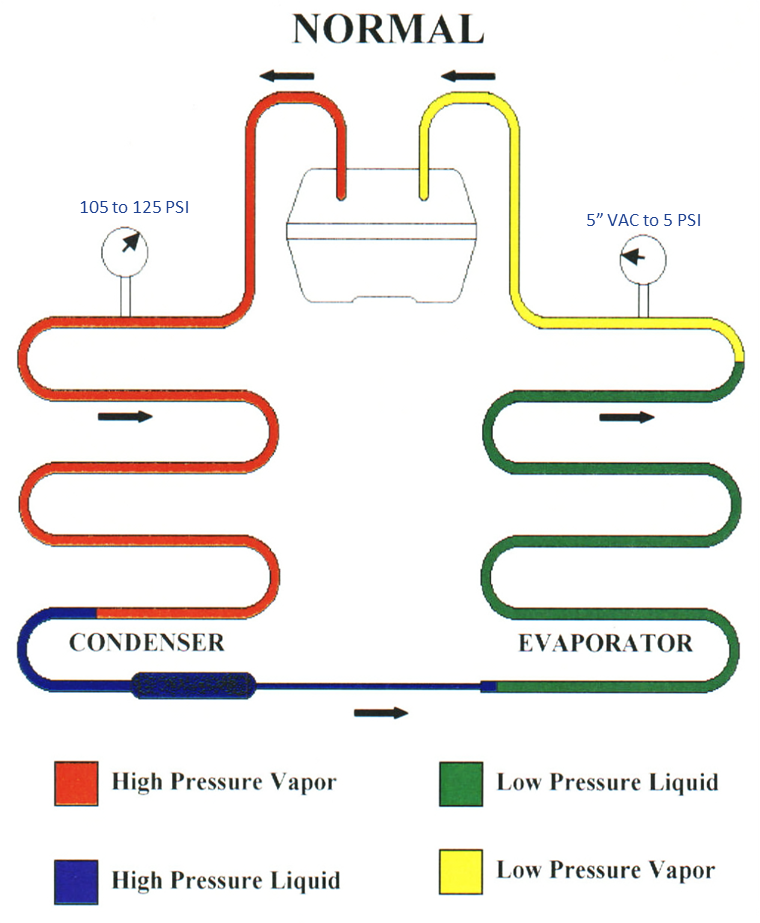 NORMAL
105 to 125 PSI
5” VAC to 5 PSI
CONDENSER
EVAPORATOR
High Pressure Vapor
Low Pressure Liquid
High Pressure Liquid
Low Pressure Vapor